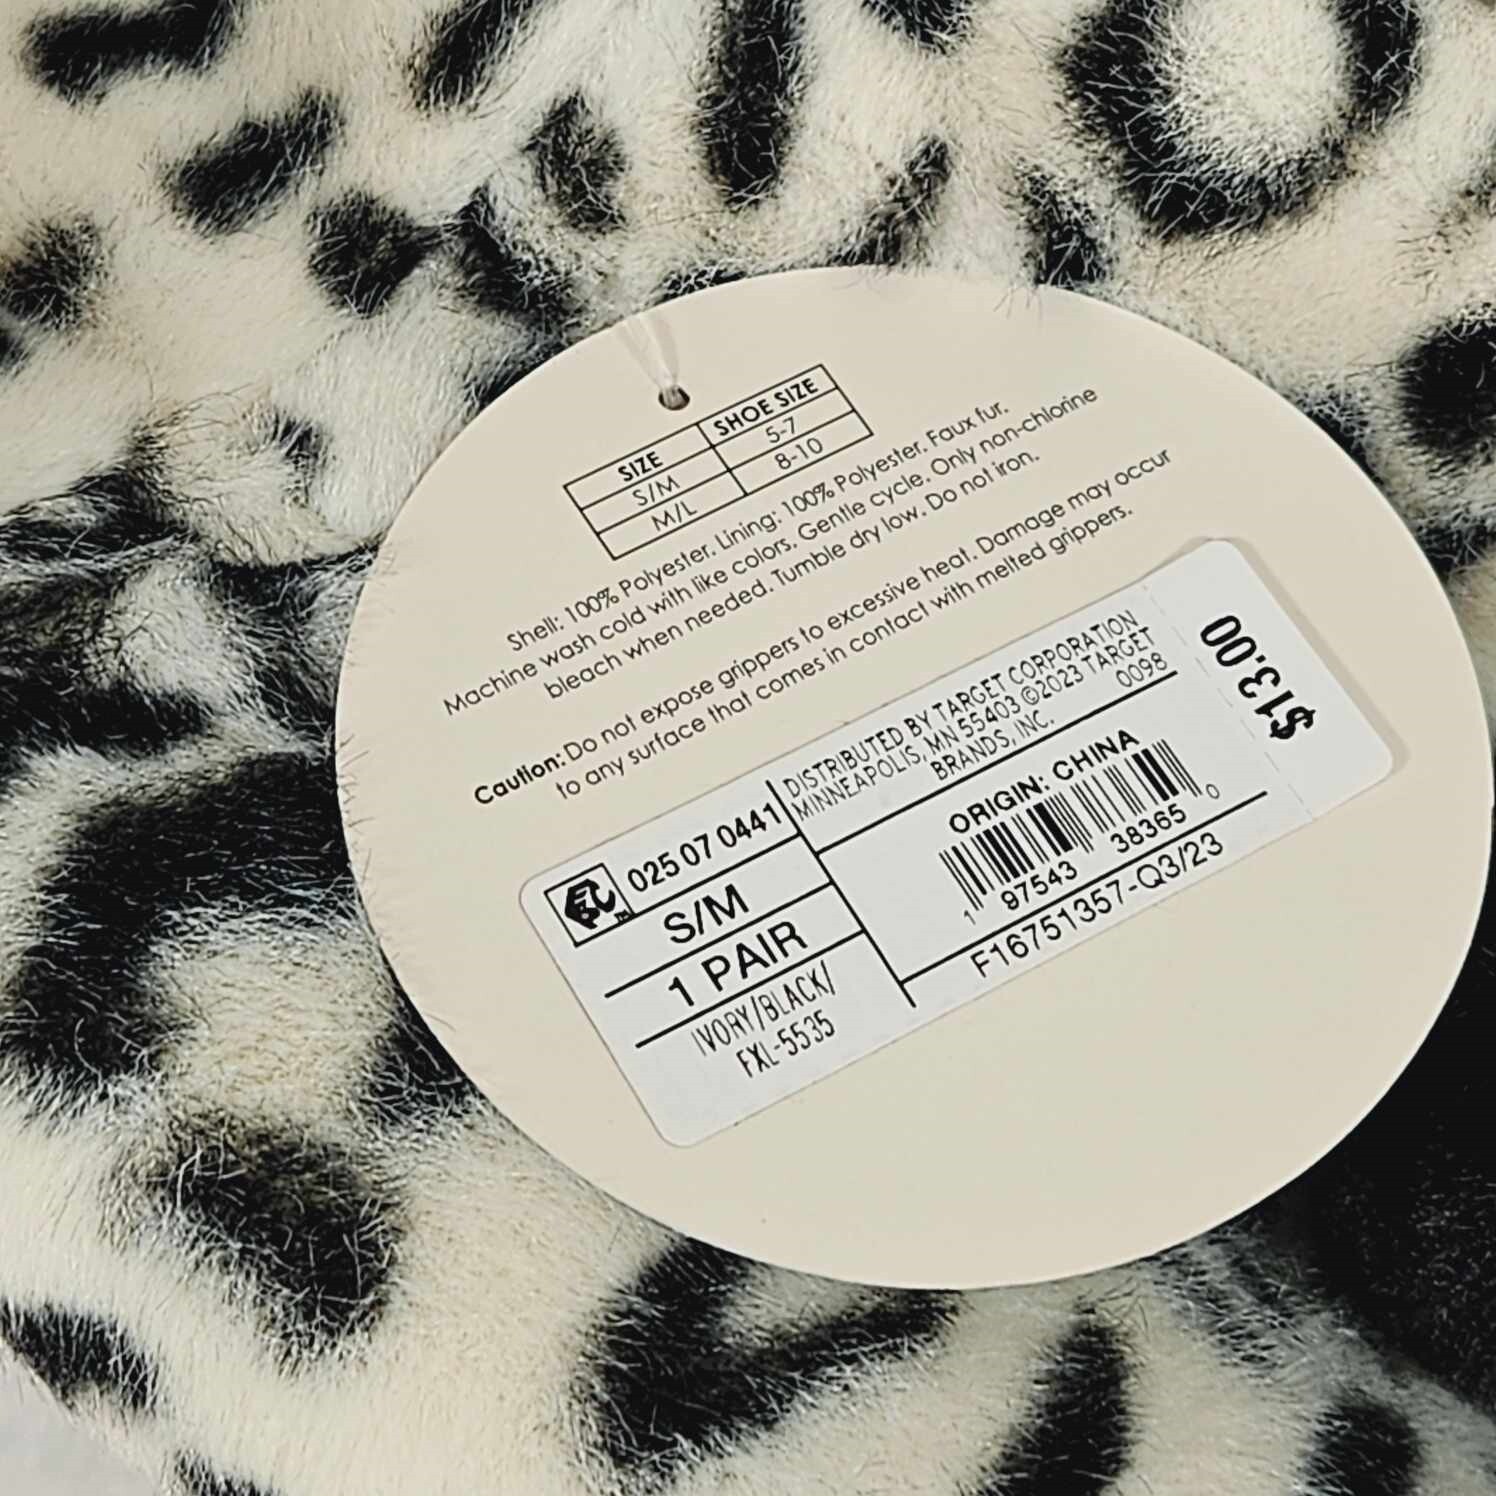 SIZE SHOE SIZE
S/M 5-7
M/L 8-10
Shell: 100% Polyester. Lining: 100% Polyester. Faux fur.
Machine wash cold with like colors. Gentle cycle. Only non-chlorine
bleach when needed. Tumble dry low. Do not iron.
Caution: Do not expose grippers to excessive heat. Damage may occur
to any surface that comes in contact with melted grippers.
025 07 0441
S/M
1 PAIR
IVORY/BLACK/
FXL-5535
DISTRIBUTED BY TARGET CORPORATION
MINNEAPOLIS, MN 55403 ©2023 TARGET
BRANDS, INC. 0098
ORIGIN: CHINA
1 97543 38365 0
F16751357-Q3/23
$13.00